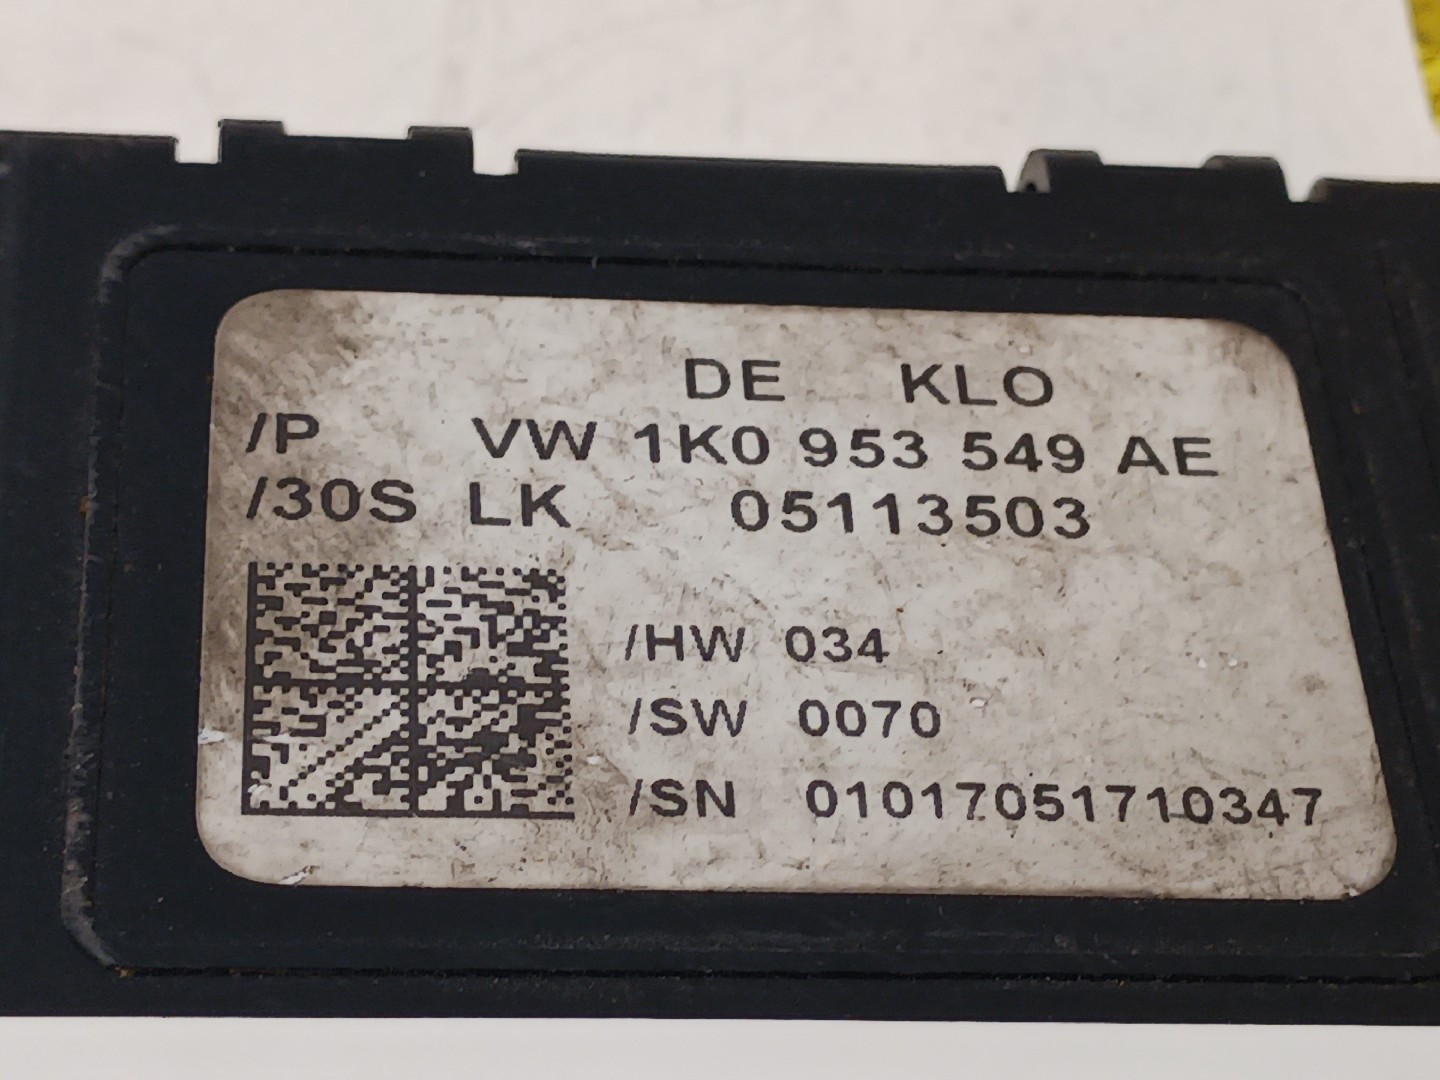 DE KLO
/P VW 1K0 953 549 AE
/30S LK 05113503
/HW 034
/SW 0070
/SN 01017051710347